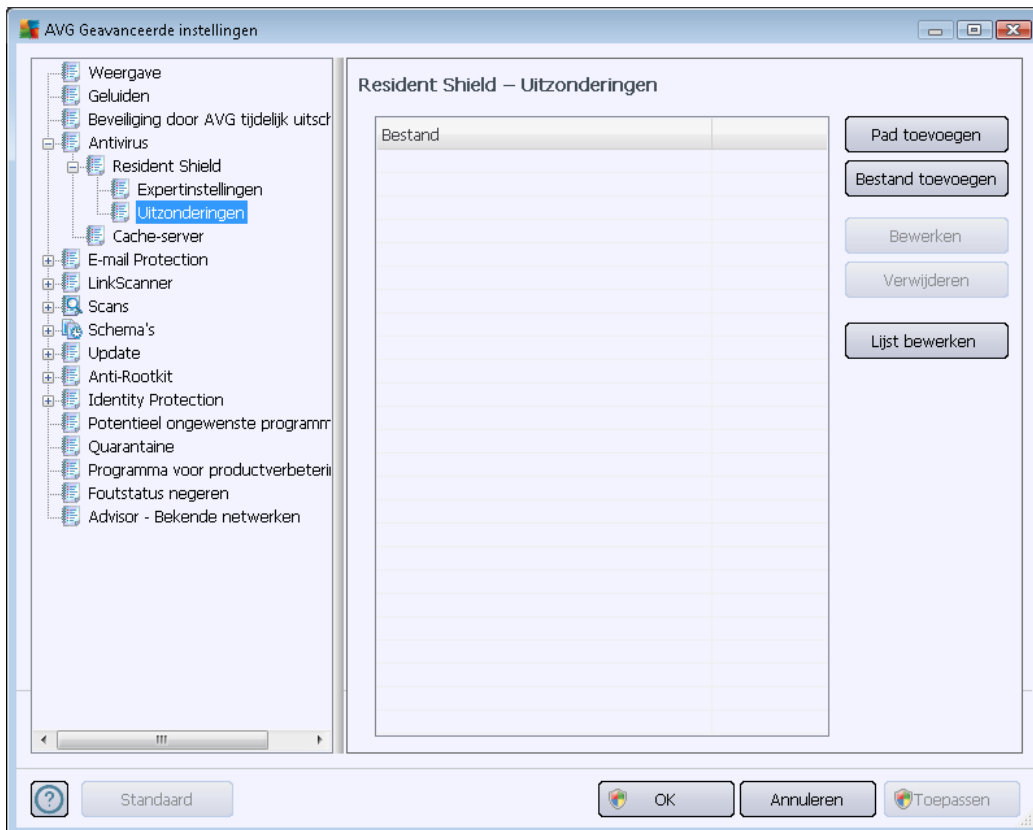 AVG Geavanceerde instellingen
Weergave
Geluiden
Beveiliging door AVG tijdelijk uitsch
Antivirus
Resident Shield
Expertinstellingen
Uitzonderingen
Cache-server
E-mail Protection
LinkScanner
Scans
Schema's
Update
Anti-Rootkit
Identity Protection
Potentieel ongewenste programm
Quarantaine
Programma voor productverbeterin
Foutstatus negeren
Advisor - Bekende netwerken
Resident Shield – Uitzonderingen
Bestand
Pad toevoegen
Bestand toevoegen
Bewerken
Verwijderen
Lijst bewerken
Standaard
OK
Annuleren
Toepassen